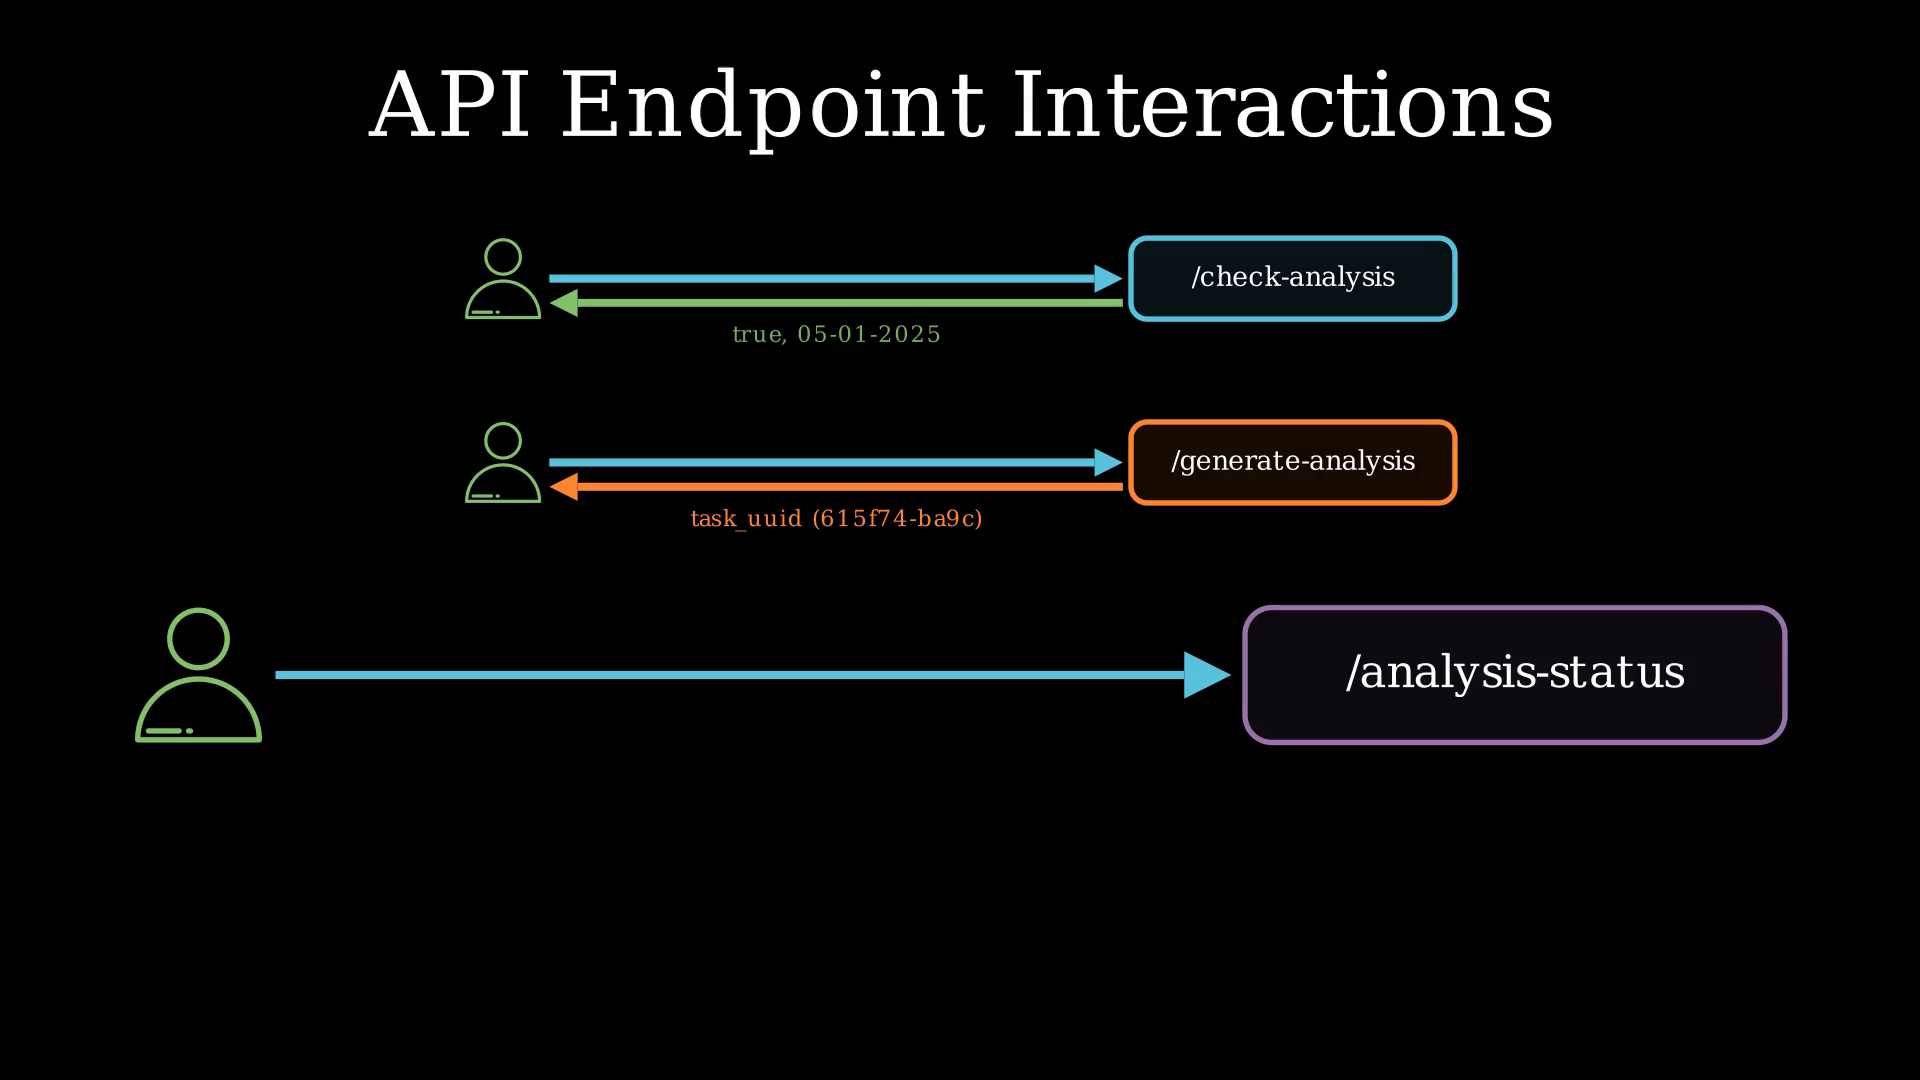 API Endpoint Interactions
/check-analysis
true, 05-01-2025
/generate-analysis
task_uuid (615f74-ba9c)
/analysis-status